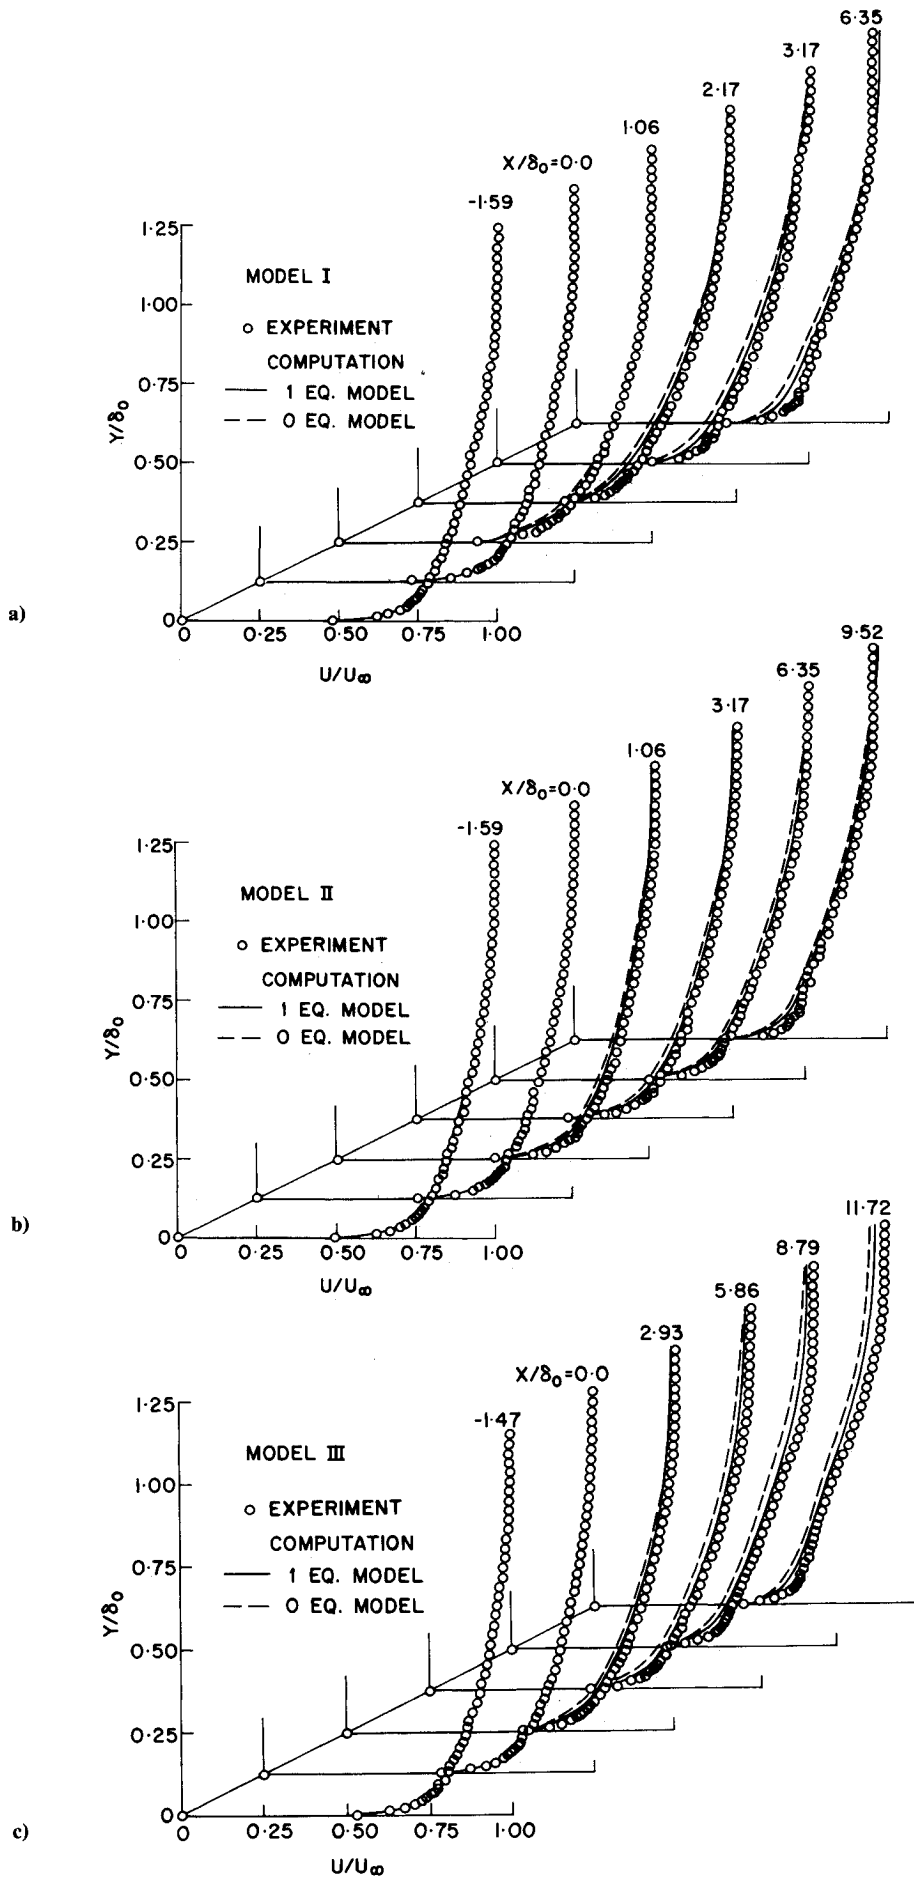 6·35
3·17
2·17
1·06
X/δ₀=0·0
-1·59
1·25
MODEL I
1·00
EXPERIMENT
COMPUTATION
0·75
1 EQ. MODEL
0 EQ. MODEL
Y/δ₀
0·50
0·25
a)
0
0 0·25 0·50 0·75 1·00
U/U∞
9·52
6·35
3·17
1·06
X/δ₀=0·0
-1·59
1·25
MODEL II
1·00
EXPERIMENT
COMPUTATION
0·75
1 EQ. MODEL
0 EQ. MODEL
Y/δ₀
0·50
0·25
b)
0
0 0·25 0·50 0·75 1·00
U/U∞
11·72
8·79
5·86
2·93
X/δ₀=0·0
-1·47
1·25
MODEL III
1·00
EXPERIMENT
COMPUTATION
0·75
1 EQ. MODEL
0 EQ. MODEL
Y/δ₀
0·50
0·25
0
c)
0 0·25 0·50 0·75 1·00
U/U∞